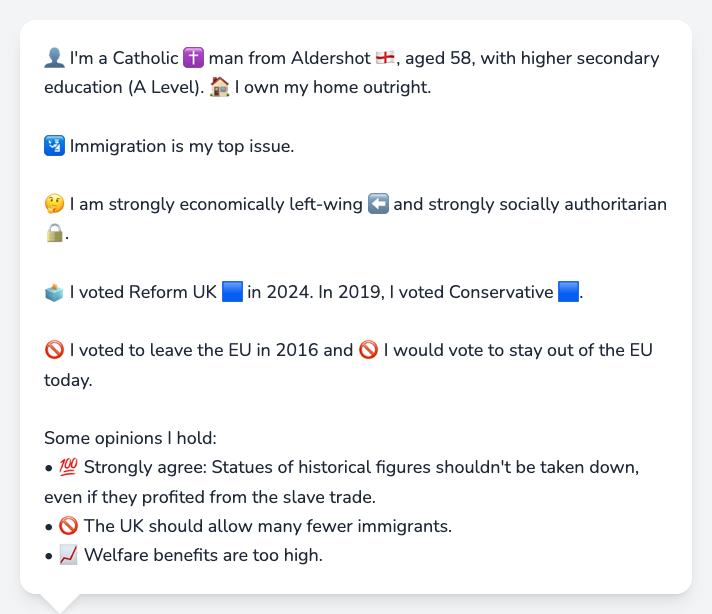 👤 I'm a Catholic ✝️ man from Aldershot 🏴󠁧󠁢󠁥󠁮󠁧󠁿, aged 58, with higher secondary
education (A Level). 🏠 I own my home outright.
🛂 Immigration is my top issue.
🤔 I am strongly economically left-wing ⬅️ and strongly socially authoritarian
🔒.
🗳️ I voted Reform UK 🟦 in 2024. In 2019, I voted Conservative 🟦.
🚫 I voted to leave the EU in 2016 and 🚫 I would vote to stay out of the EU
today.
Some opinions I hold:
• 💯 Strongly agree: Statues of historical figures shouldn't be taken down,
even if they profited from the slave trade.
• 🚫 The UK should allow many fewer immigrants.
• 📈 Welfare benefits are too high.